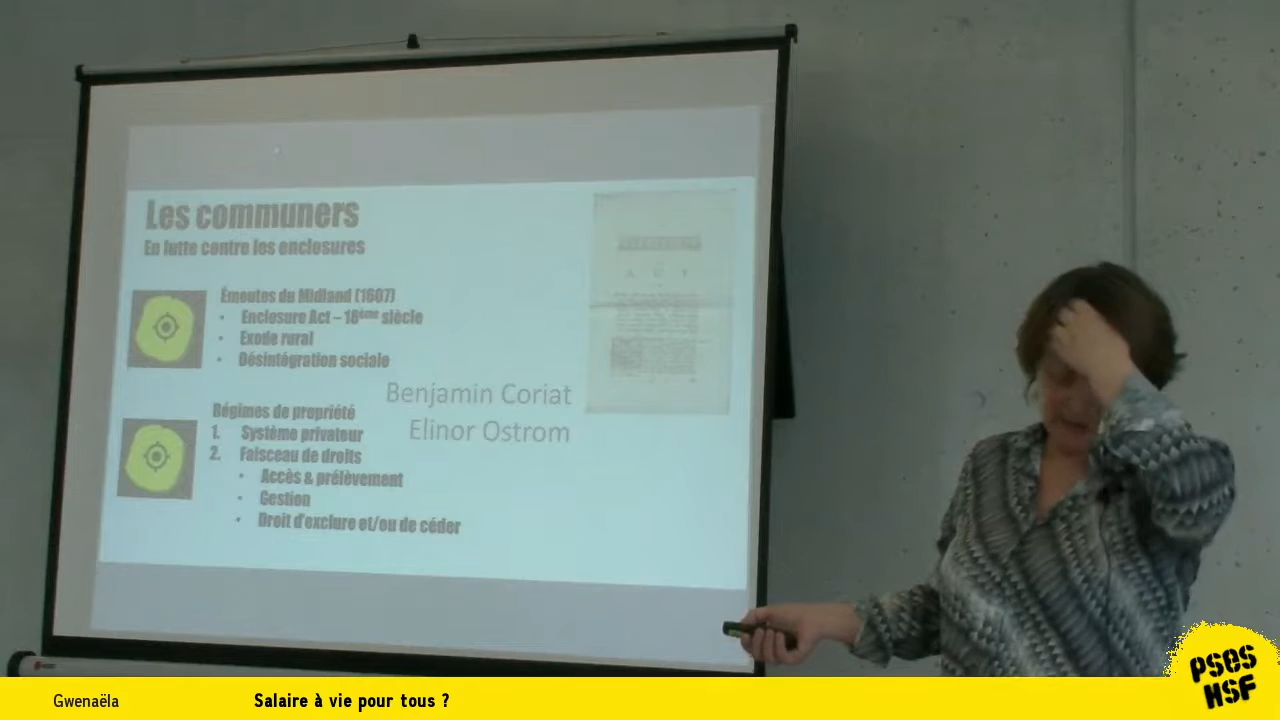 Les communers
En lutte contre les enclosures
Émeutes du Midland (1607)
• Enclosure Act – 18ème siècle
• Exode rural
• Désintégration sociale
Benjamin Coriat
Elinor Ostrom
Régimes de propriété
1. Système privateur
2. Faisceau de droits
• Accès & prélèvement
• Gestion
• Droit d'exclure et/ou de céder
A C T
PSES
HSF
Gwenaëla
Salaire à vie pour tous ?